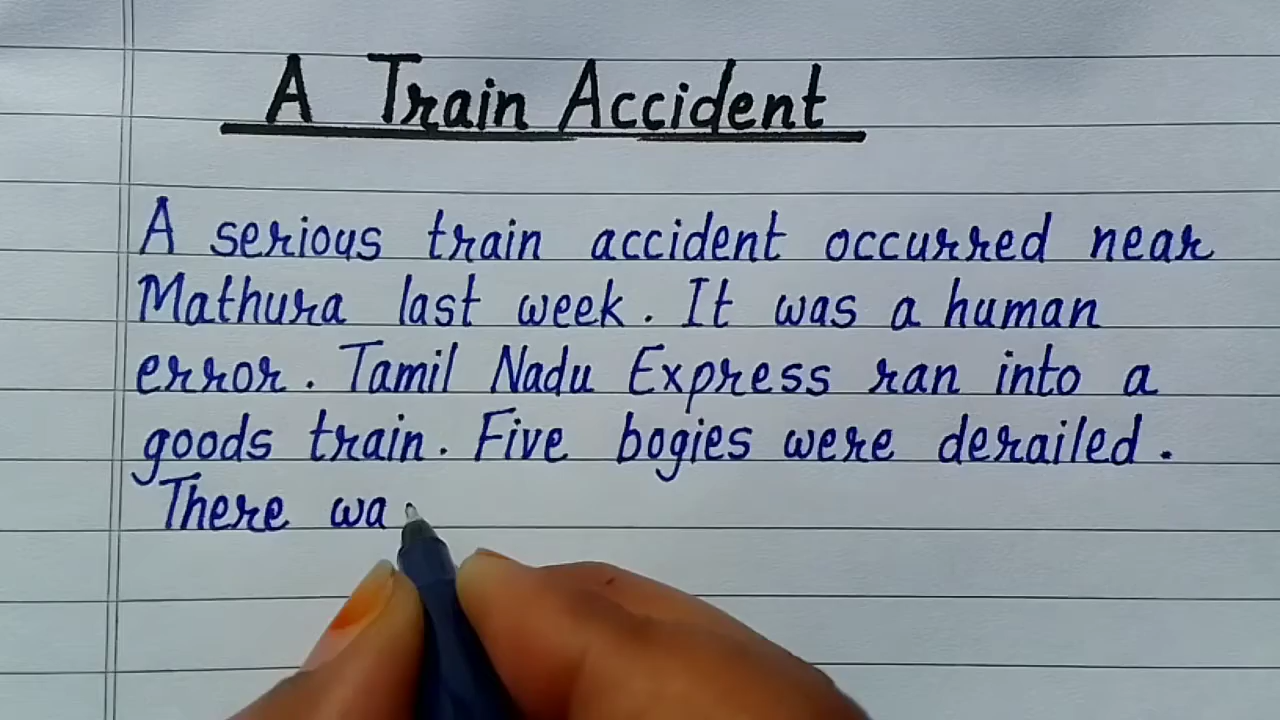 A Train Accident
A serious train accident occurred near
Mathura last week. It was a human
error. Tamil Nadu Express ran into a
goods train. Five bogies were derailed.
There wa